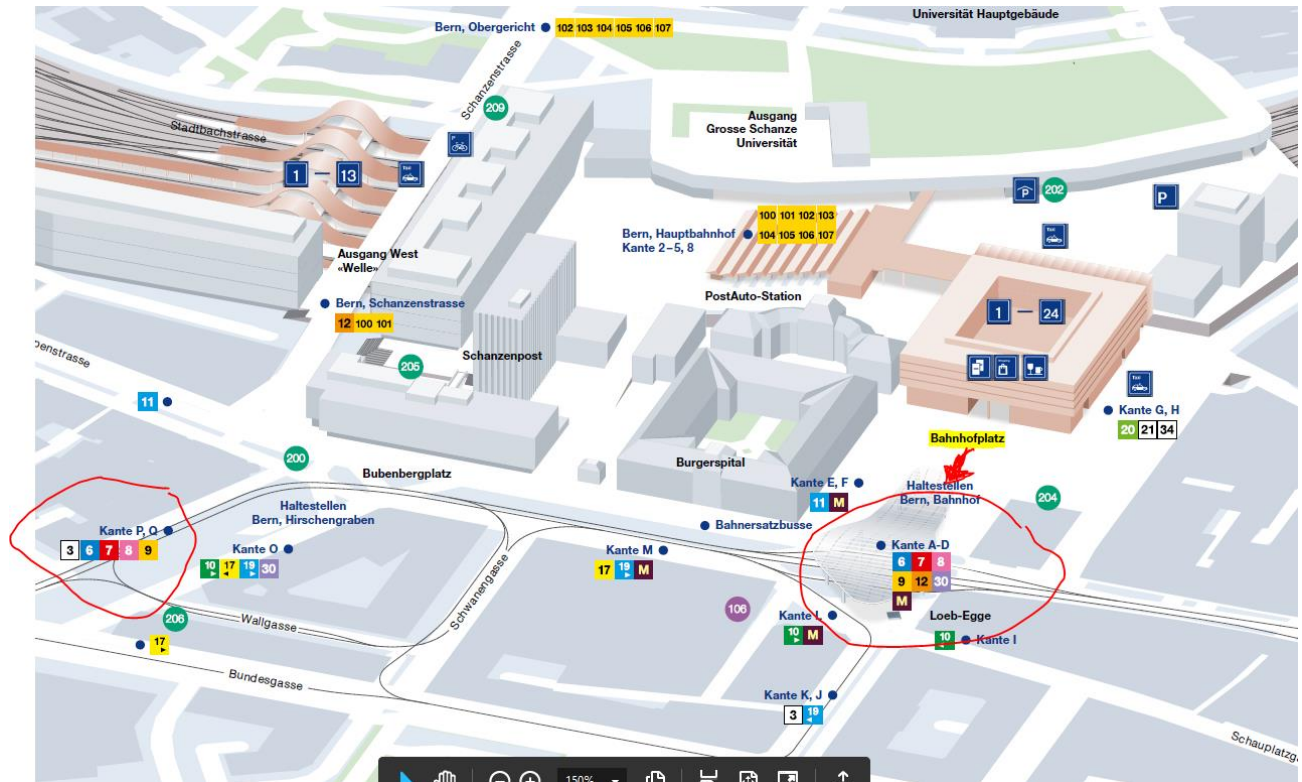 Universität Hauptgebäude
Bern, Obergericht 102 103 104 105 106 107
Schanzenstrasse
209
Stadtbachstrasse
Ausgang
Grosse Schanze
Universität
P
1 – 13
Taxi
P
202
P
100 101 102 103
Bern, Hauptbahnhof 104 105 106 107
Kante 2–5, 8
Taxi
Ausgang West
«Welle»
PostAuto-Station
Bern, Schanzenstrasse
12 100 101
1 – 24
Schanzenpost
205
Taxi
penstrasse
11
Kante G, H
20 21 34
Bahnhofplatz
200
Bubenbergplatz
Burgerspital
Kante E, F
11 M
Haltestellen
Bern, Bahnhof
204
Haltestellen
Bern, Hirschengraben
Kante P, Q
3 6 7 8 9
Kante O
10 17 19 30
Bahnersatzbusse
Kante M
17 19 M
Kante A-D
6 7 8
9 12 30
M
Schwanengasse
106
206
Wallgasse
17
Kante L
10 M
Loeb-Egge
10 Kante I
Bundesgasse
Kante K, J
3 19
Schauplatzga
150%